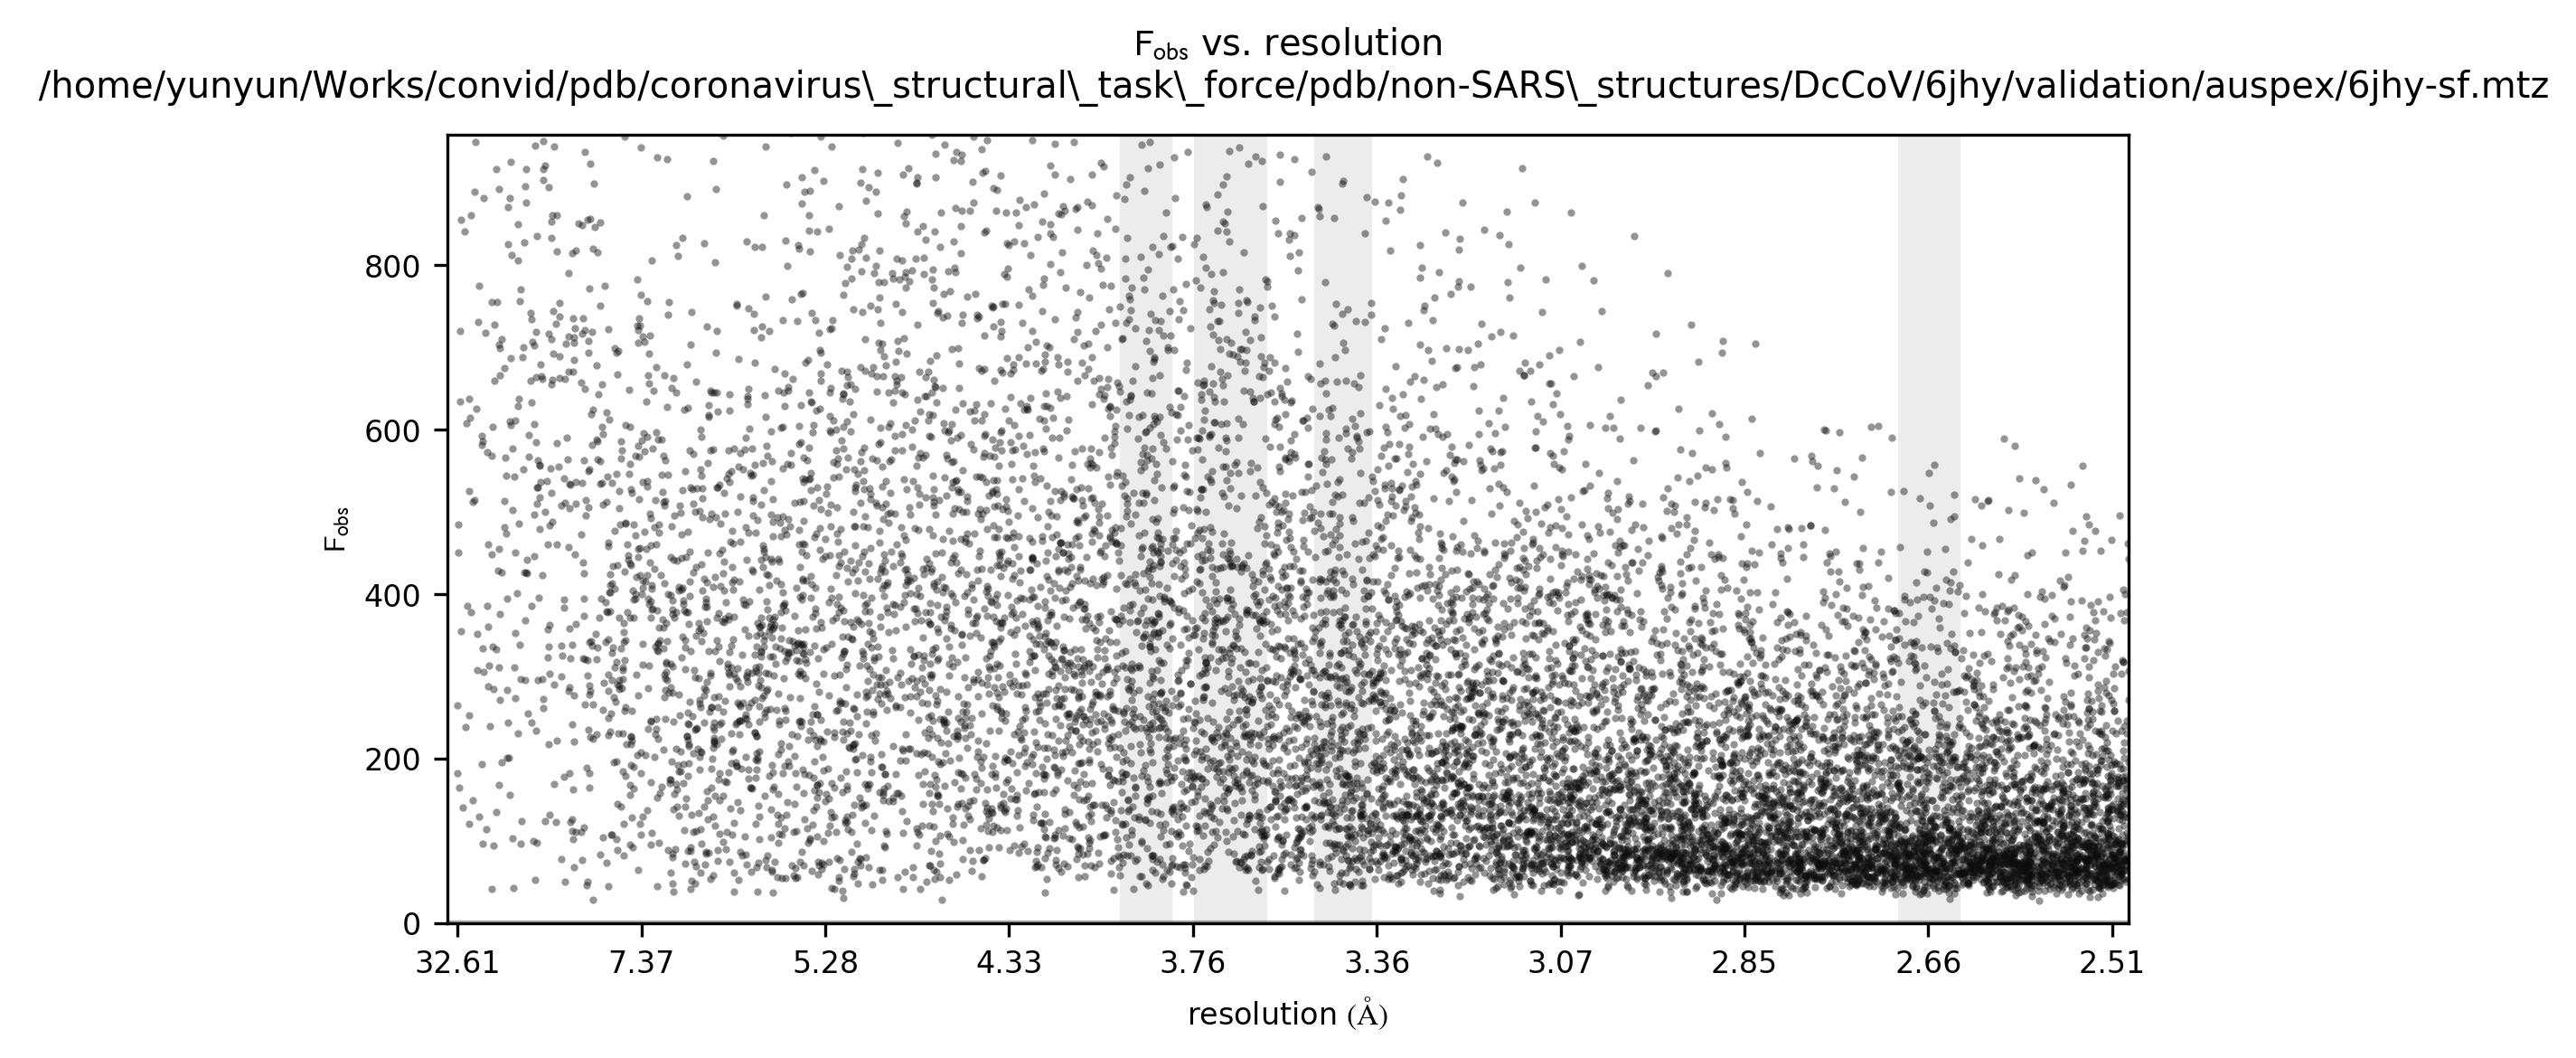 Fobs vs. resolution
/home/yunyun/Works/convid/pdb/coronavirus\_structural\_task\_force/pdb/non-SARS\_structures/DcCoV/6jhy/validation/auspex/6jhy-sf.mtz
Fobs
800
600
400
200
0
32.61 7.37 5.28 4.33 3.76 3.36 3.07 2.85 2.66 2.51
resolution (Å)